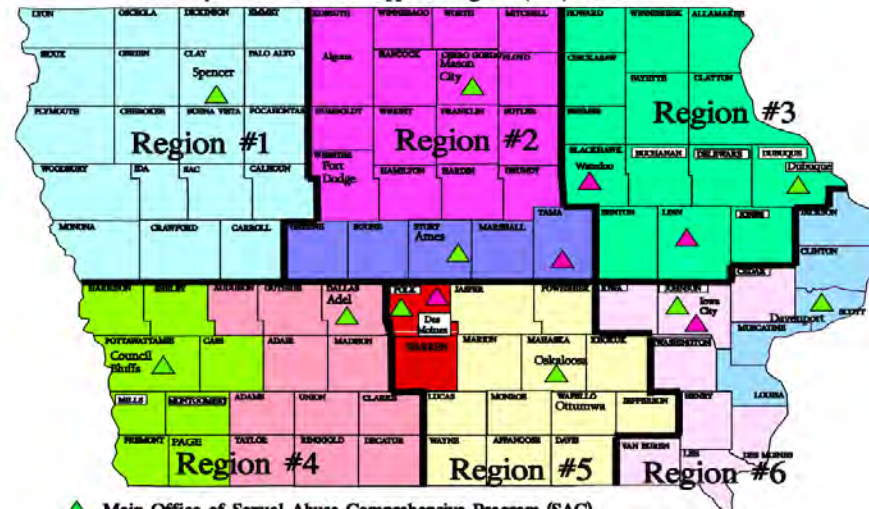 LYON OSCEOLA DICKINSON EMMET KOSSUTH WINNEBAGO WORTH MITCHELL HOWARD WINNESHIEK ALLAMAKEE
SIOUX OBRIEN CLAY PALO ALTO Algona HANCOCK CERRO GORDO FLOYD CHICKASAW
Spencer
Mason
City
FAYETTE CLAYTON
PLYMOUTH CHEROKEE BUENA VISTA POCAHONTAS HUMBOLDT WRIGHT FRANKLIN BUTLER BREMER
Region #1
Region #2
Region #3
WEBSTER
Fort
Dodge
BLACKHAWK
Waterloo
BUCHANAN DELEWARE DUBUQUE
Dubuque
WOODBURY IDA SAC CALHOUN HAMILTON HARDIN GRUNDY
MONONA CRAWFORD CARROLL GREENE BOONE STORY MARSHALL TAMA BENTON LINN JONES JACKSON
Ames
CLINTON
CEDAR
HARRISON SHELBY AUDUBON GUTHRIE DALLAS POLK JASPER POWESHIEK IOWA JOHNSON
Adel
Des
Moines
Iowa
City
SCOTT
Davenport
MUSCATINE
POTTAWATTAMIE CASS ADAIR MADISON WARREN MARION MAHASKA KEOKUK WASHINGTON
Council
Bluffs
Oskaloosa
LOUISA
MILLS MONTGOMERY ADAMS UNION CLARKE LUCAS MONROE WAPELLO JEFFERSON HENRY
Ottumwa
FREMONT PAGE TAYLOR RINGGOLD DECATUR WAYNE APPANOOSE DAVIS VAN BUREN LEE DES MOINES
Region #4
Region #5
Region #6
Main Office of Sexual Abuse Comprehensive Program (SAC)